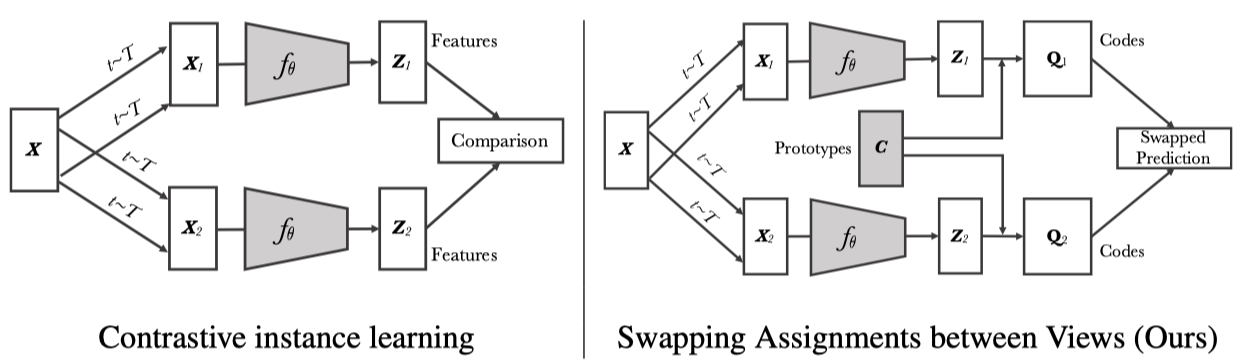 t~T
t~T
t~T
t~T
X
X1
fθ
Z1
Features
Comparison
X2
fθ
Z2
Features
Contrastive instance learning
t~T
t~T
t~T
t~T
X
X1
fθ
Z1
Q1
Codes
Prototypes
C
Swapped
Prediction
X2
fθ
Z2
Q2
Codes
Swapping Assignments between Views (Ours)